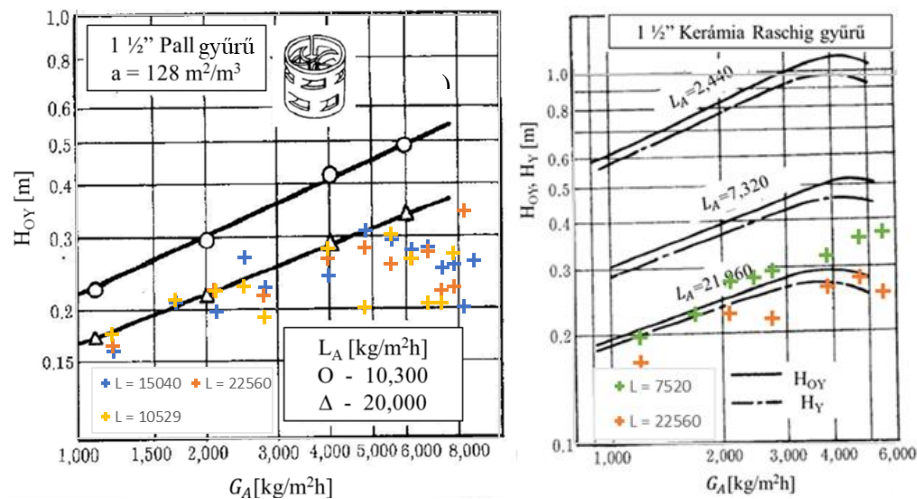 1 ½” Pall gyűrű
a = 128 m²/m³
1.0
0.8
0.6
0.5
0.4
0.3
0.2
0.15
0.1
H_OY [m]
L_A [kg/m²h]
O - 10,300
Δ - 20,000
L = 15040
L = 22560
L = 10529
1,000
1,500
2,000
3,000
4,000
5,000
6,000
8,000
G_A[kg/m²h]
1 ½” Kerámia Raschig gyűrű
1.0
0.8
0.6
0.5
0.4
0.3
0.2
0.1
H_OY, H_Y [m]
L_A=2,440
L_A=7,320
L_A=21,960
L = 7520
L = 22560
H_OY
H_Y
1,000
2,000
3,000
4,000
6,000
G_A[kg/m²h]